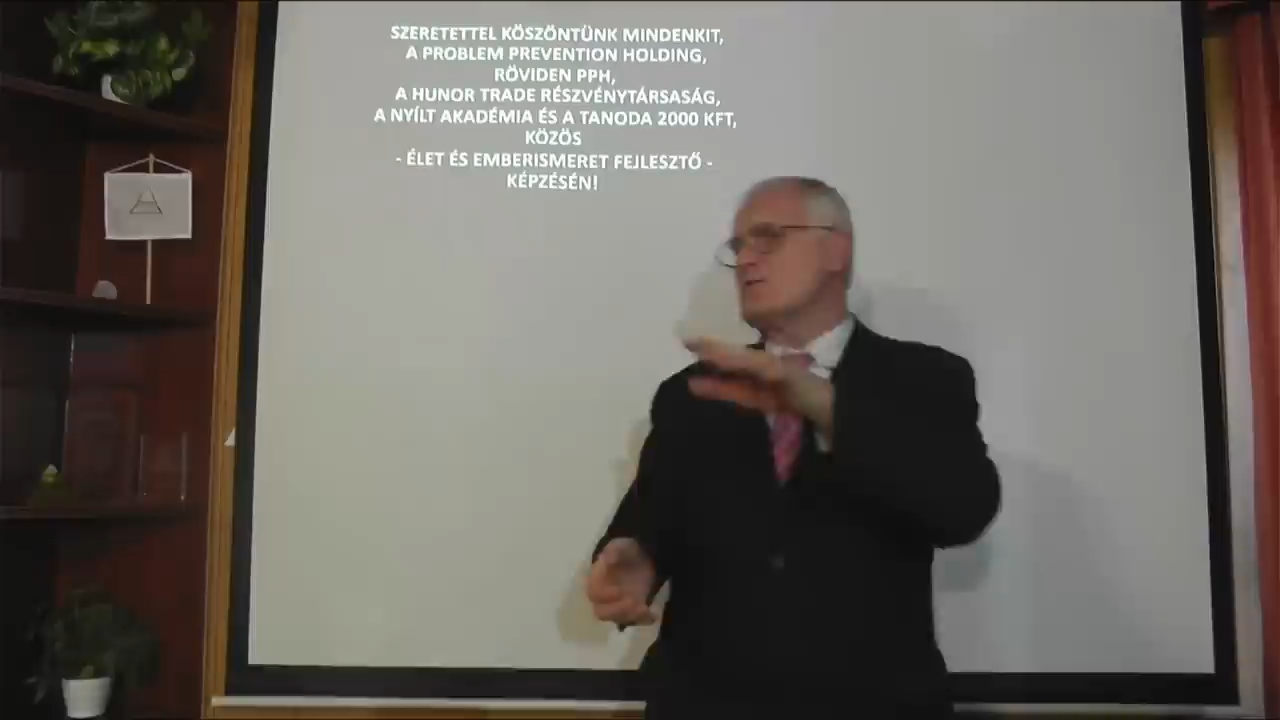 SZERETETTEL KÖSZÖNTÜNK MINDENKIT,
A PROBLEM PREVENTION HOLDING,
RÖVIDEN PPH,
A HUNOR TRADE RÉSZVÉNYTÁRSASÁG,
A NYÍLT AKADÉMIA ÉS A TANODA 2000 KFT,
KÖZÖS
- ÉLET ÉS EMBERISMERET FEJLESZTŐ -
KÉPZÉSÉN!